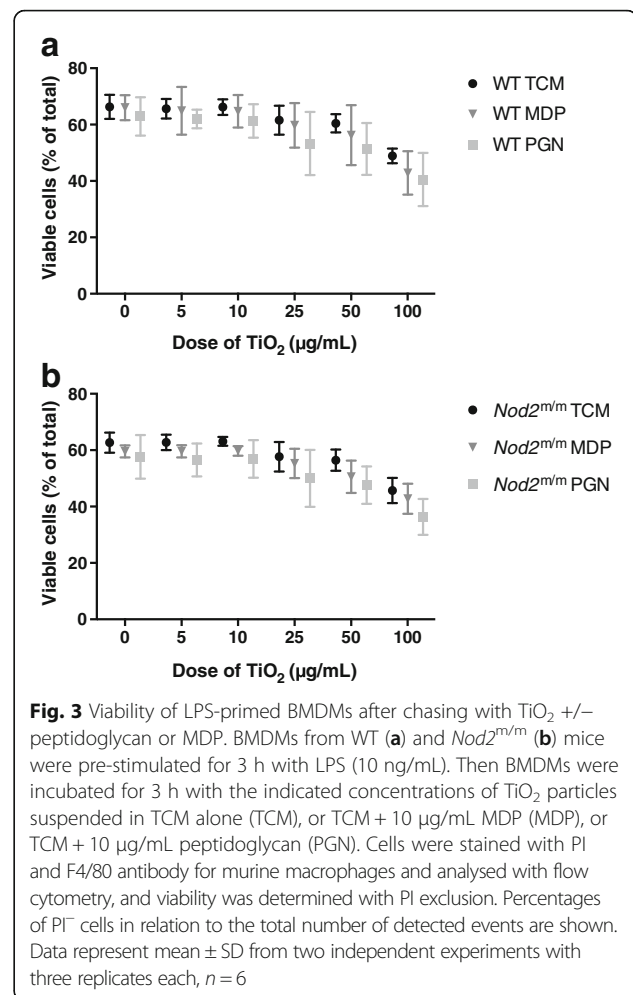 a
Viable cells (% of total)
80
60
40
20
0
0 5 10 25 50 100
Dose of TiO₂ (µg/mL)
WT TCM
WT MDP
WT PGN
b
Viable cells (% of total)
80
60
40
20
0
0 5 10 25 50 100
Dose of TiO₂ (µg/mL)
Nod2ᵐ/ᵐ TCM
Nod2ᵐ/ᵐ MDP
Nod2ᵐ/ᵐ PGN
Fig. 3 Viability of LPS-primed BMDMs after chasing with TiO₂ +/−
peptidoglycan or MDP. BMDMs from WT (a) and Nod2ᵐ/ᵐ (b) mice
were pre-stimulated for 3 h with LPS (10 ng/mL). Then BMDMs were
incubated for 3 h with the indicated concentrations of TiO₂ particles
suspended in TCM alone (TCM), or TCM + 10 µg/mL MDP (MDP), or
TCM + 10 µg/mL peptidoglycan (PGN). Cells were stained with PI
and F4/80 antibody for murine macrophages and analysed with flow
cytometry, and viability was determined with PI exclusion. Percentages
of PI⁻ cells in relation to the total number of detected events are shown.
Data represent mean ± SD from two independent experiments with
three replicates each, n = 6